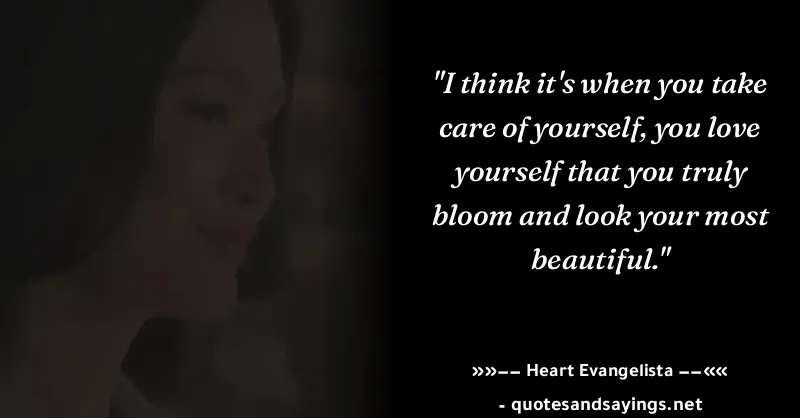 "I think it's when you take
care of yourself, you love
yourself that you truly
bloom and look your most
beautiful."
»»—— Heart Evangelista ——««
- quotesandsayings.net